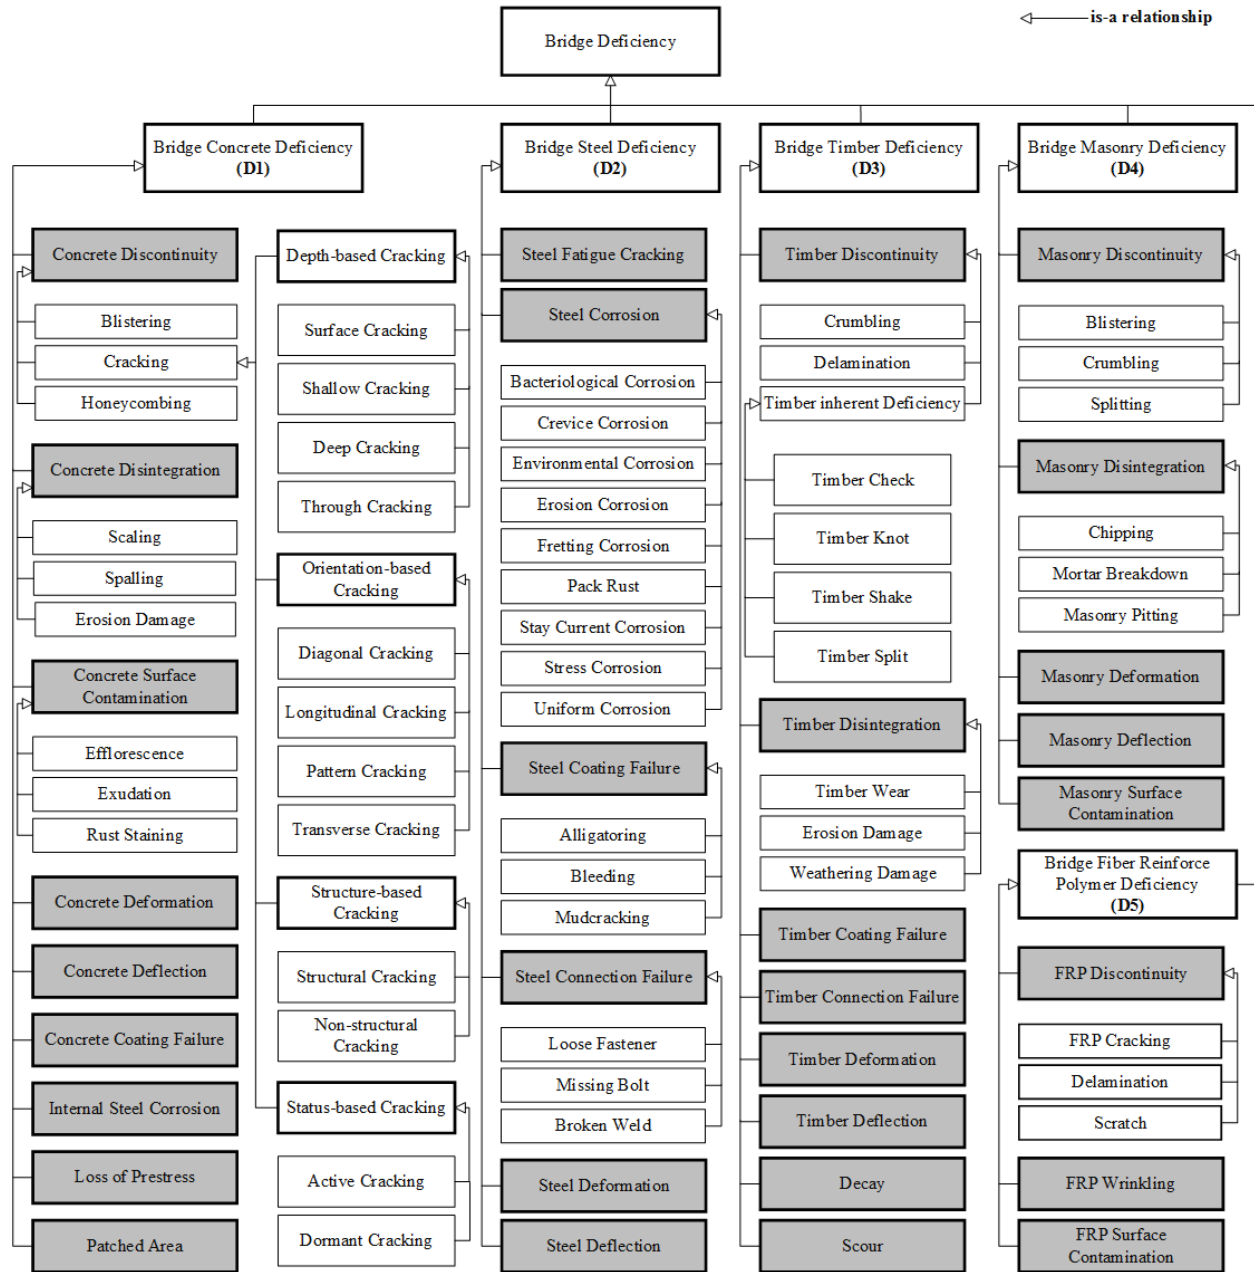 is-a relationship
Bridge Deficiency
Bridge Concrete Deficiency
(D1)
Bridge Steel Deficiency
(D2)
Bridge Timber Deficiency
(D3)
Bridge Masonry Deficiency
(D4)
Concrete Discontinuity
Blistering
Cracking
Honeycombing
Concrete Disintegration
Scaling
Spalling
Erosion Damage
Concrete Surface
Contamination
Efflorescence
Exudation
Rust Staining
Concrete Deformation
Concrete Deflection
Concrete Coating Failure
Internal Steel Corrosion
Loss of Prestress
Patched Area
Depth-based Cracking
Surface Cracking
Shallow Cracking
Deep Cracking
Through Cracking
Orientation-based
Cracking
Diagonal Cracking
Longitudinal Cracking
Pattern Cracking
Transverse Cracking
Structure-based
Cracking
Structural Cracking
Non-structural
Cracking
Status-based Cracking
Active Cracking
Dormant Cracking
Steel Fatigue Cracking
Steel Corrosion
Bacteriological Corrosion
Crevice Corrosion
Environmental Corrosion
Erosion Corrosion
Fretting Corrosion
Pack Rust
Stay Current Corrosion
Stress Corrosion
Uniform Corrosion
Steel Coating Failure
Alligatoring
Bleeding
Mudcracking
Steel Connection Failure
Loose Fastener
Missing Bolt
Broken Weld
Steel Deformation
Steel Deflection
Timber Discontinuity
Crumbling
Delamination
Timber inherent Deficiency
Timber Check
Timber Knot
Timber Shake
Timber Split
Timber Disintegration
Timber Wear
Erosion Damage
Weathering Damage
Timber Coating Failure
Timber Connection Failure
Timber Deformation
Timber Deflection
Decay
Scour
Masonry Discontinuity
Blistering
Crumbling
Splitting
Masonry Disintegration
Chipping
Mortar Breakdown
Masonry Pitting
Masonry Deformation
Masonry Deflection
Masonry Surface
Contamination
Bridge Fiber Reinforce
Polymer Deficiency
(D5)
FRP Discontinuity
FRP Cracking
Delamination
Scratch
FRP Wrinkling
FRP Surface
Contamination